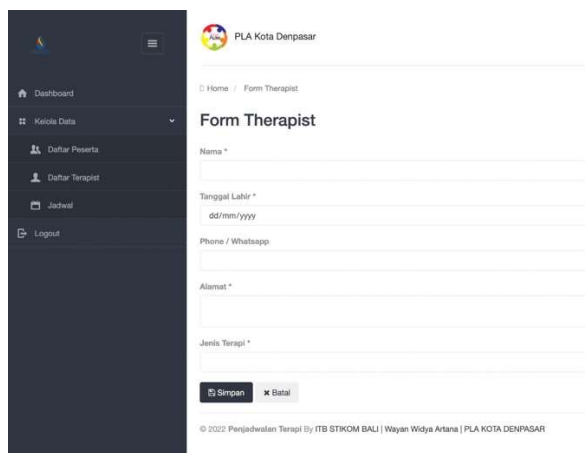 PLA Kota Denpasar
Dashboard
Kelola Data
Daftar Peserta
Daftar Terapist
Jadwal
Logout
Home / Form Therapist
Form Therapist
Nama *
Tanggal Lahir *
dd/mm/yyyy
Phone / Whatsapp
Alamat *
Jenis Terapi *
Simpan
Batal
© 2022 Penjadwalan Terapi By ITB STIKOM BALI | Wayan Widya Artana | PLA KOTA DENPASAR